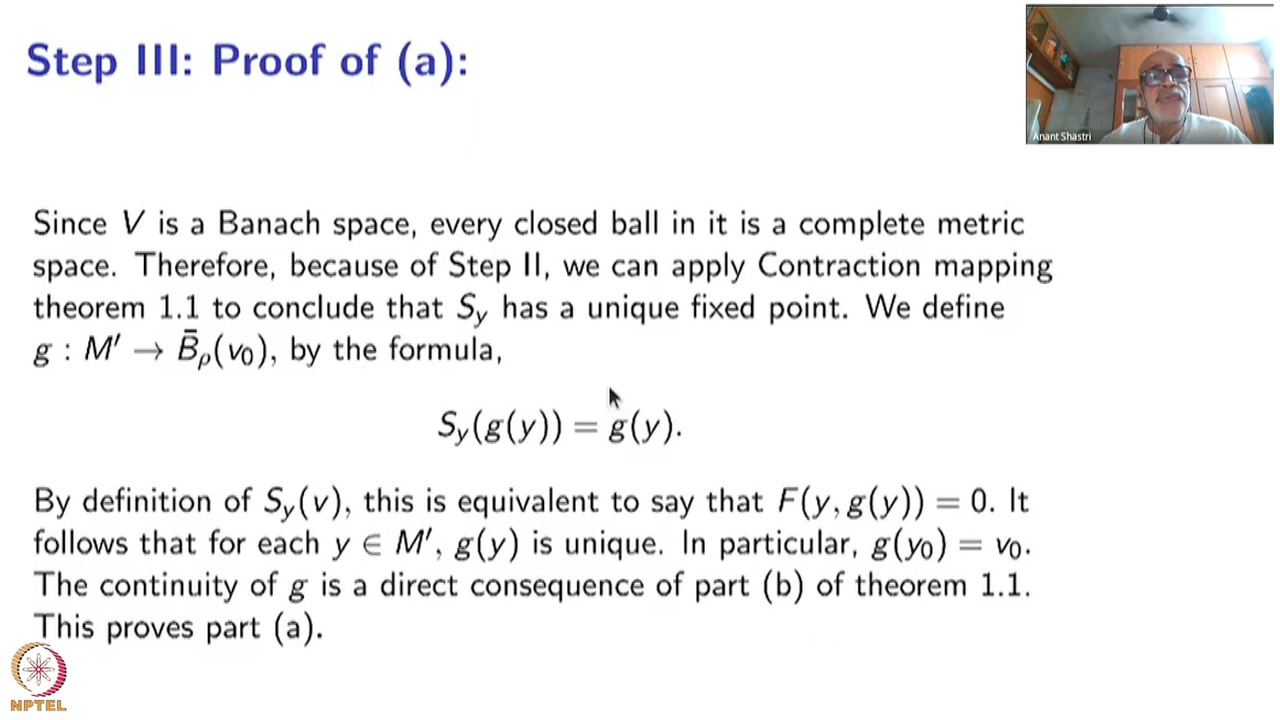 Step III: Proof of (a):
Anant Shastri
Since V is a Banach space, every closed ball in it is a complete metric
space. Therefore, because of Step II, we can apply Contraction mapping
theorem 1.1 to conclude that S_y has a unique fixed point. We define
g : M′ → B̄_ρ(v₀), by the formula,
S_y(g(y)) = g(y).
By definition of S_y(v), this is equivalent to say that F(y, g(y)) = 0. It
follows that for each y ∈ M′, g(y) is unique. In particular, g(y₀) = v₀.
The continuity of g is a direct consequence of part (b) of theorem 1.1.
This proves part (a).
NPTEL